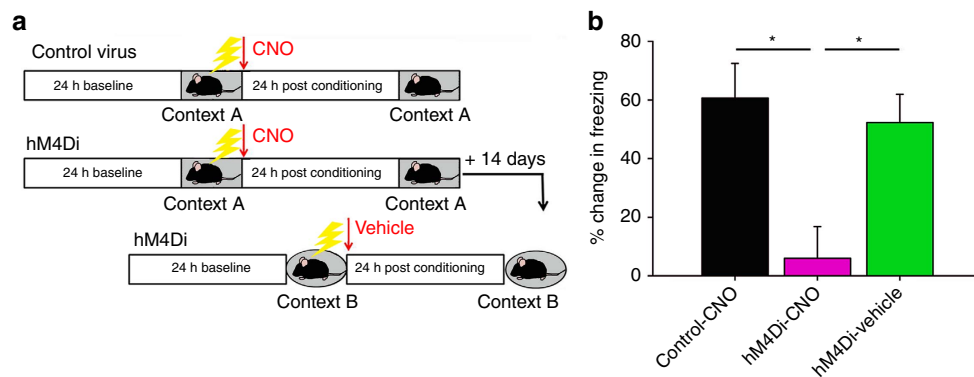 a
Control virus
CNO
24 h baseline
24 h post conditioning
Context A
Context A
hM4Di
CNO
24 h baseline
24 h post conditioning
+ 14 days
Context A
Context A
hM4Di
Vehicle
24 h baseline
24 h post conditioning
Context B
Context B
b
% change in freezing
80
60
40
20
0
*
*
Control-CNO
hM4Di-CNO
hM4Di-vehicle